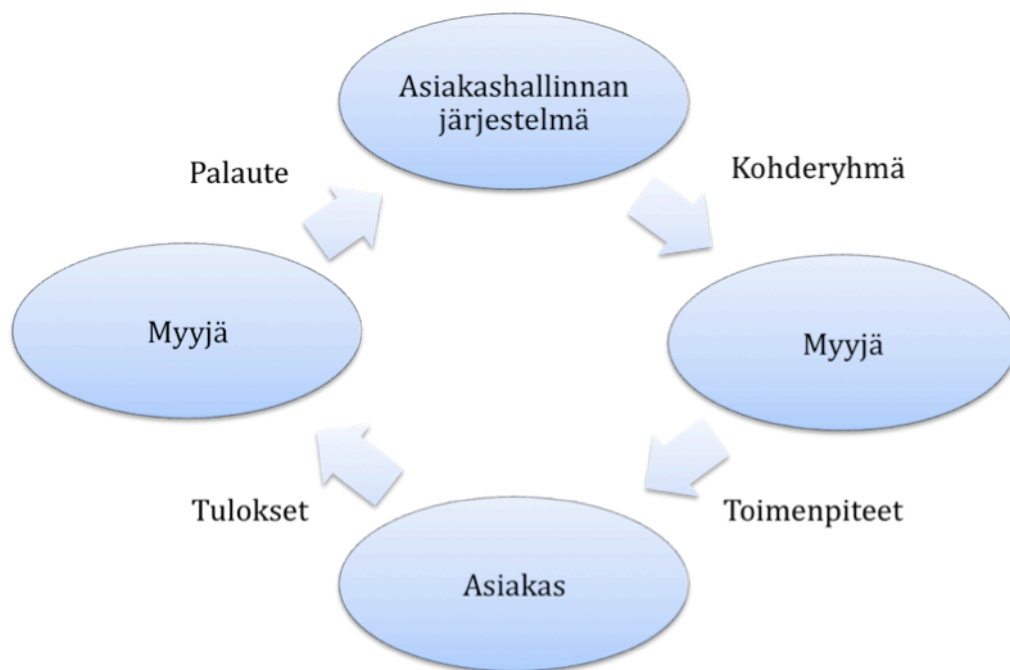 Asiakashallinnan
järjestelmä
Palaute
Kohderyhmä
Myyjä
Myyjä
Tulokset
Toimenpiteet
Asiakas